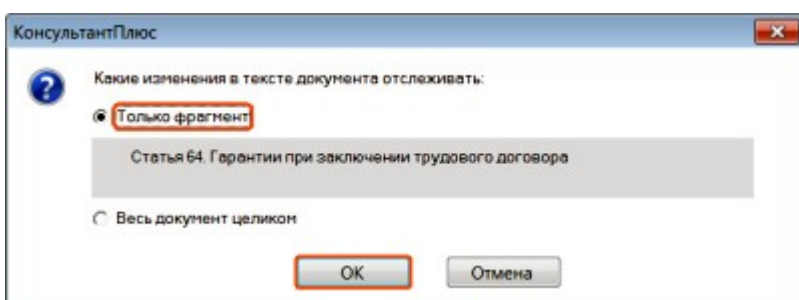 КонсультантПлюс
Какие изменения в тексте документа отслеживать:
Только фрагмент
Статья 64. Гарантии при заключении трудового договора
Весь документ целиком
ОК
Отмена